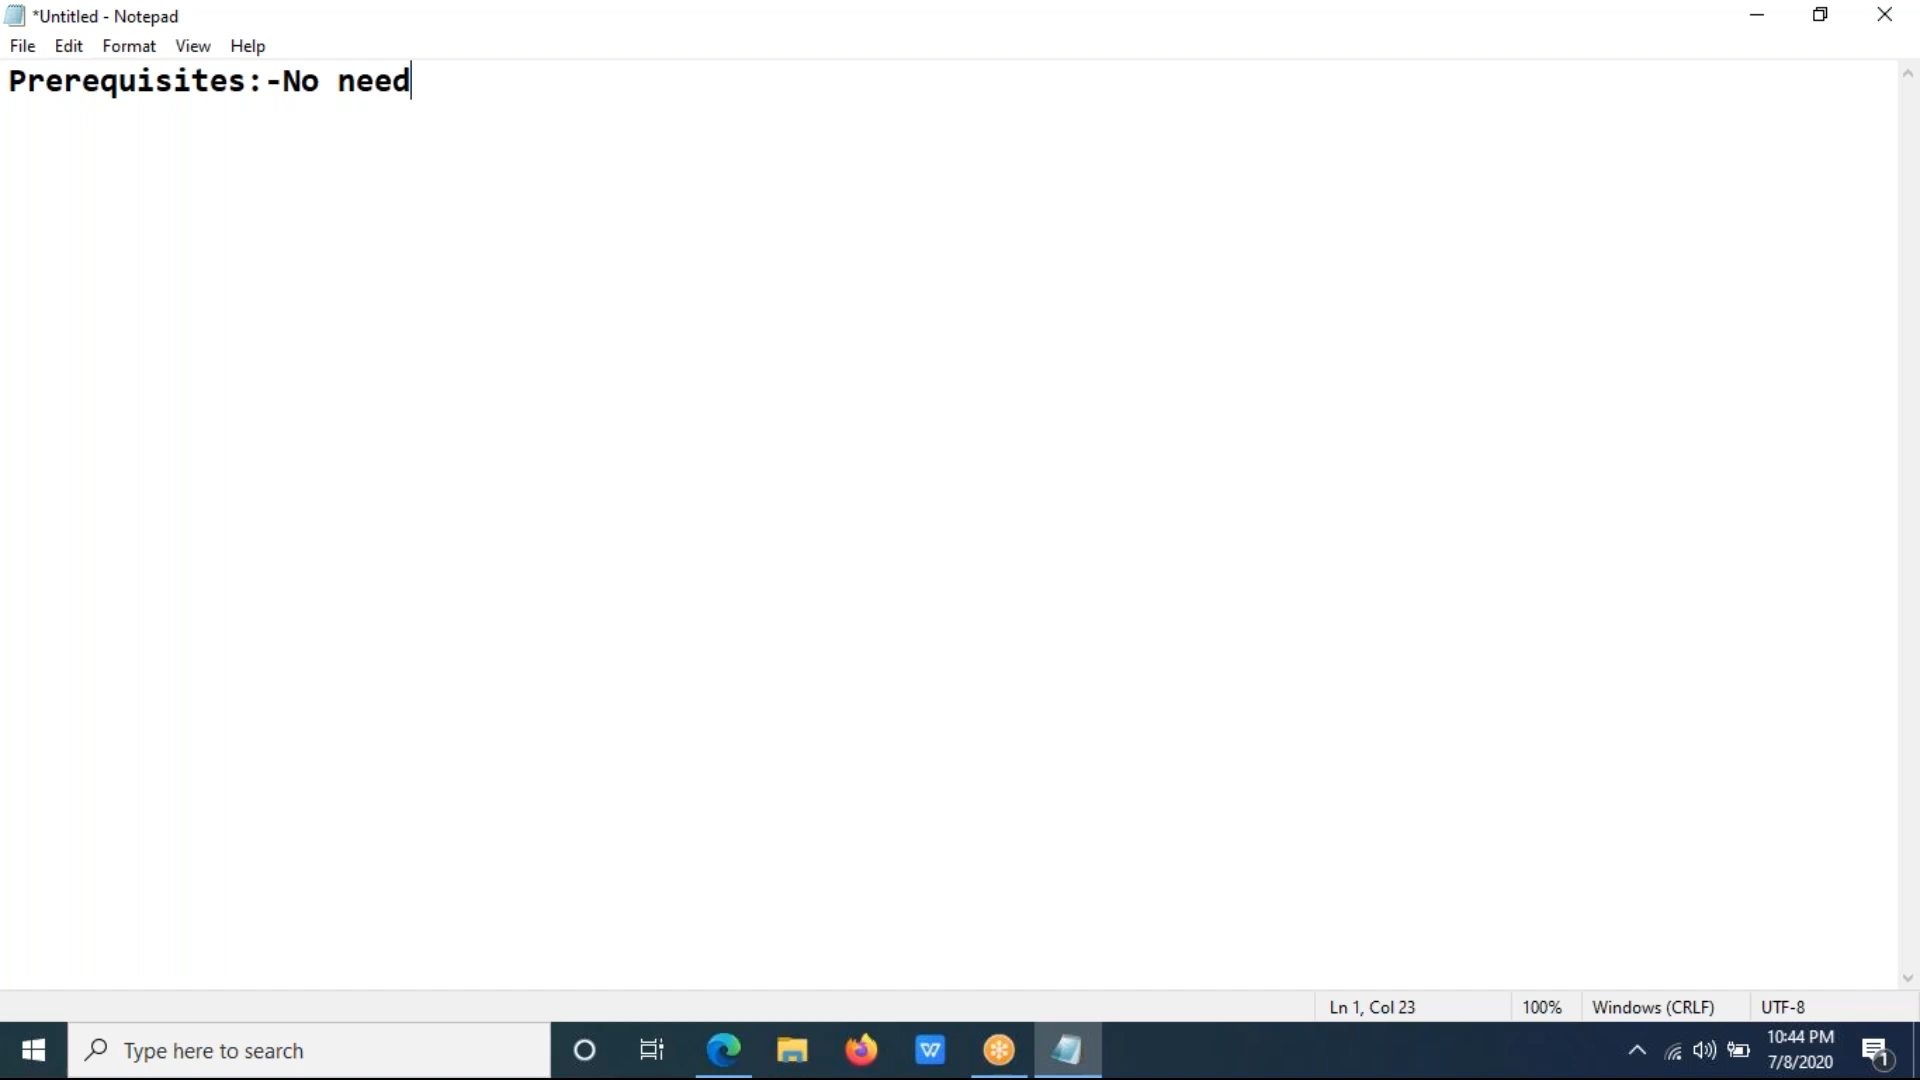 *Untitled - Notepad
File Edit Format View Help
Prerequisites:-No need
Ln 1, Col 23 100% Windows (CRLF) UTF-8
Type here to search
10:44 PM
7/8/2020
1